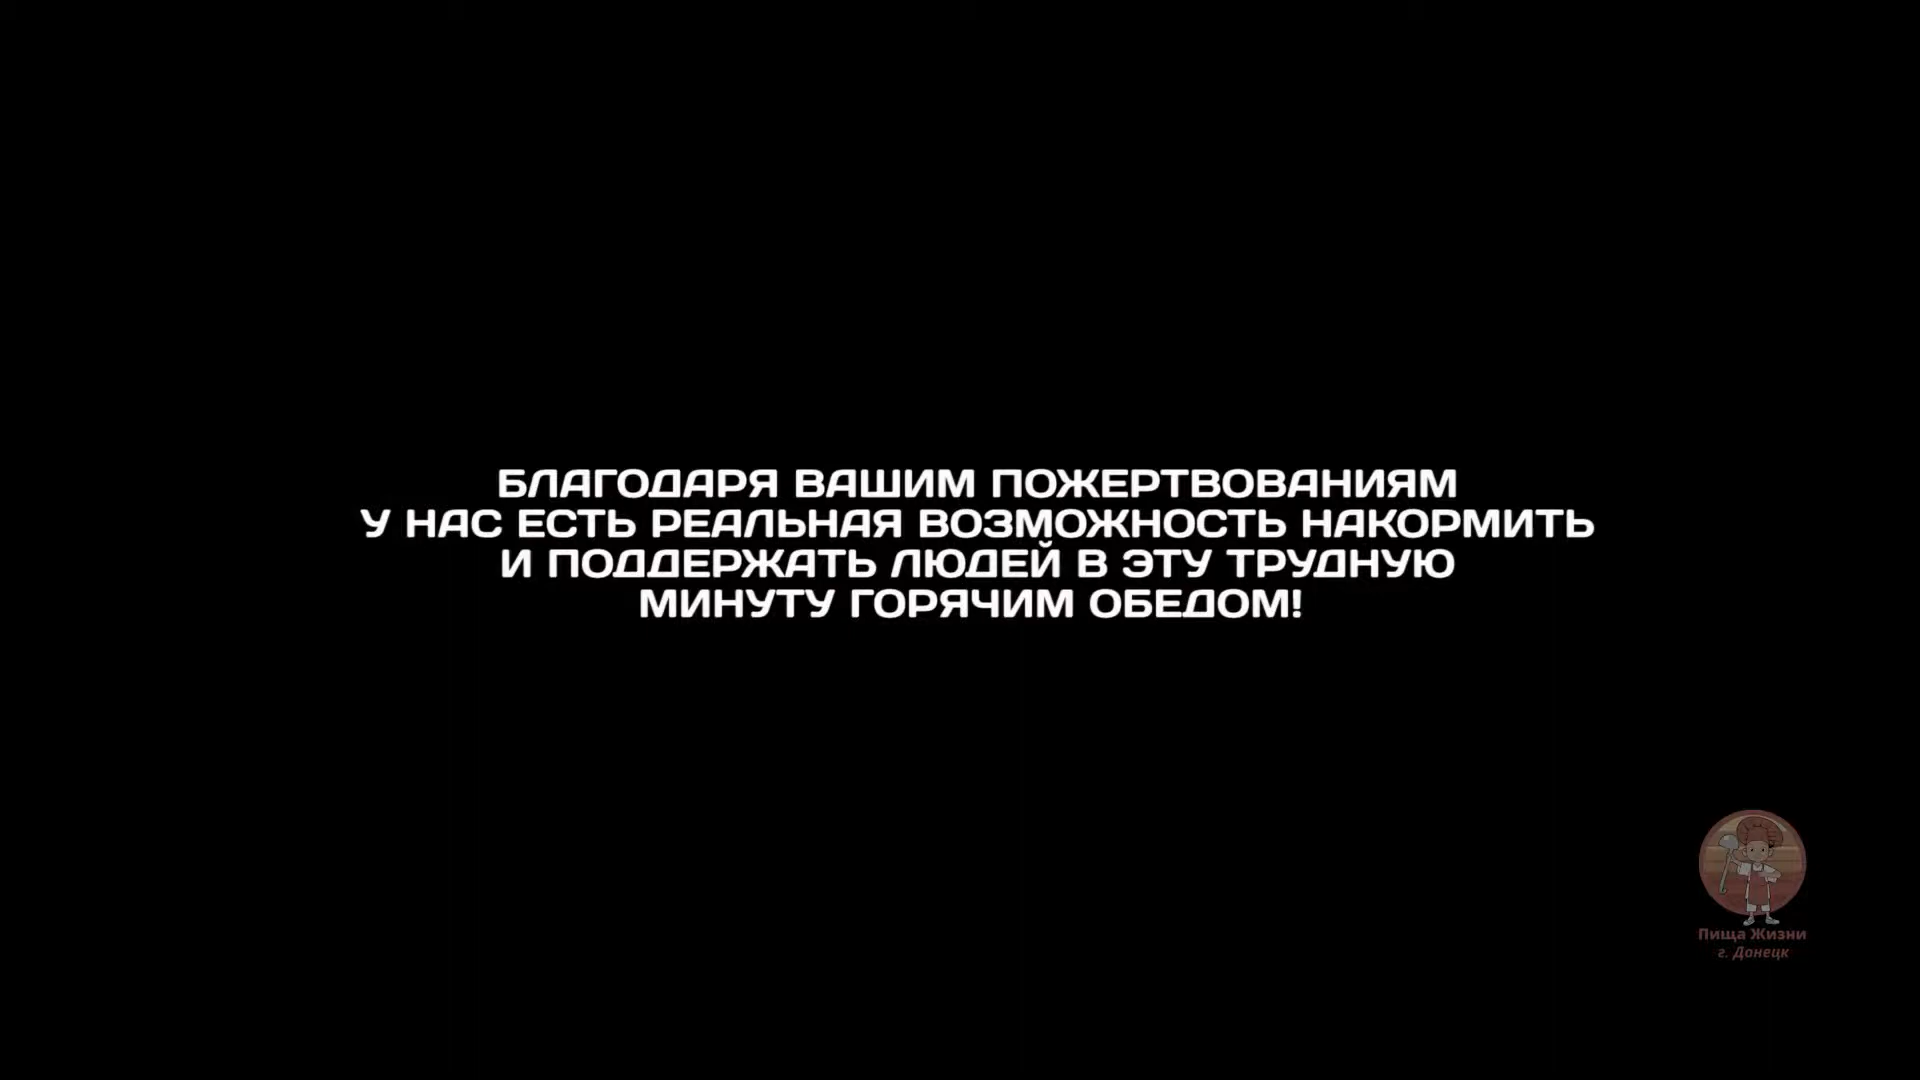 БЛАГОДАРЯ ВАШИМ ПОЖЕРТВОВАНИЯМ
У НАС ЕСТЬ РЕАЛЬНАЯ ВОЗМОЖНОСТЬ НАКОРМИТЬ
И ПОДДЕРЖАТЬ ЛЮДЕЙ В ЭТУ ТРУДНУЮ
МИНУТУ ГОРЯЧИМ ОБЕДОМ!
Пища Жизни
г. Донецк